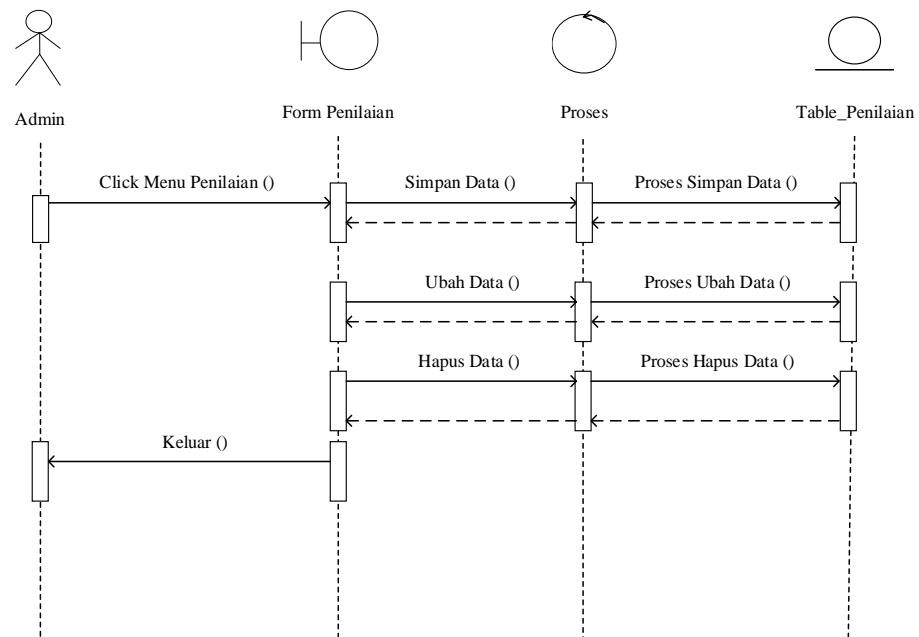 Admin
Form Penilaian
Proses
Table_Penilaian
Click Menu Penilaian ()
Simpan Data ()
Proses Simpan Data ()
Ubah Data ()
Proses Ubah Data ()
Hapus Data ()
Proses Hapus Data ()
Keluar ()